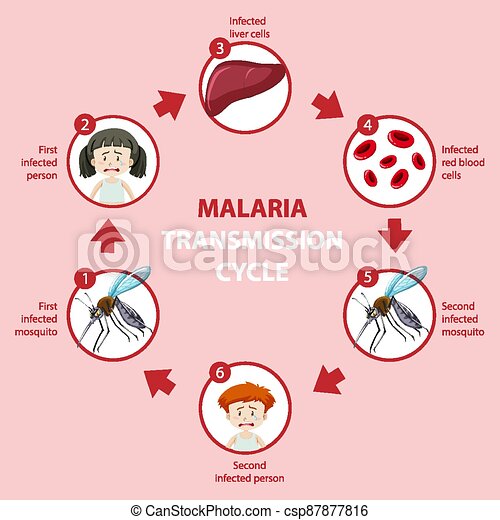 3
Infected
liver cells
2
First
infected
person
4
Infected
red blood
cells
MALARIA
TRANSMISSION
CYCLE
© Can Stock Photo
1
First
infected
mosquito
5
Second
infected
mosquito
6
Second
Infected person
© Can Stock Photo - csp87877816